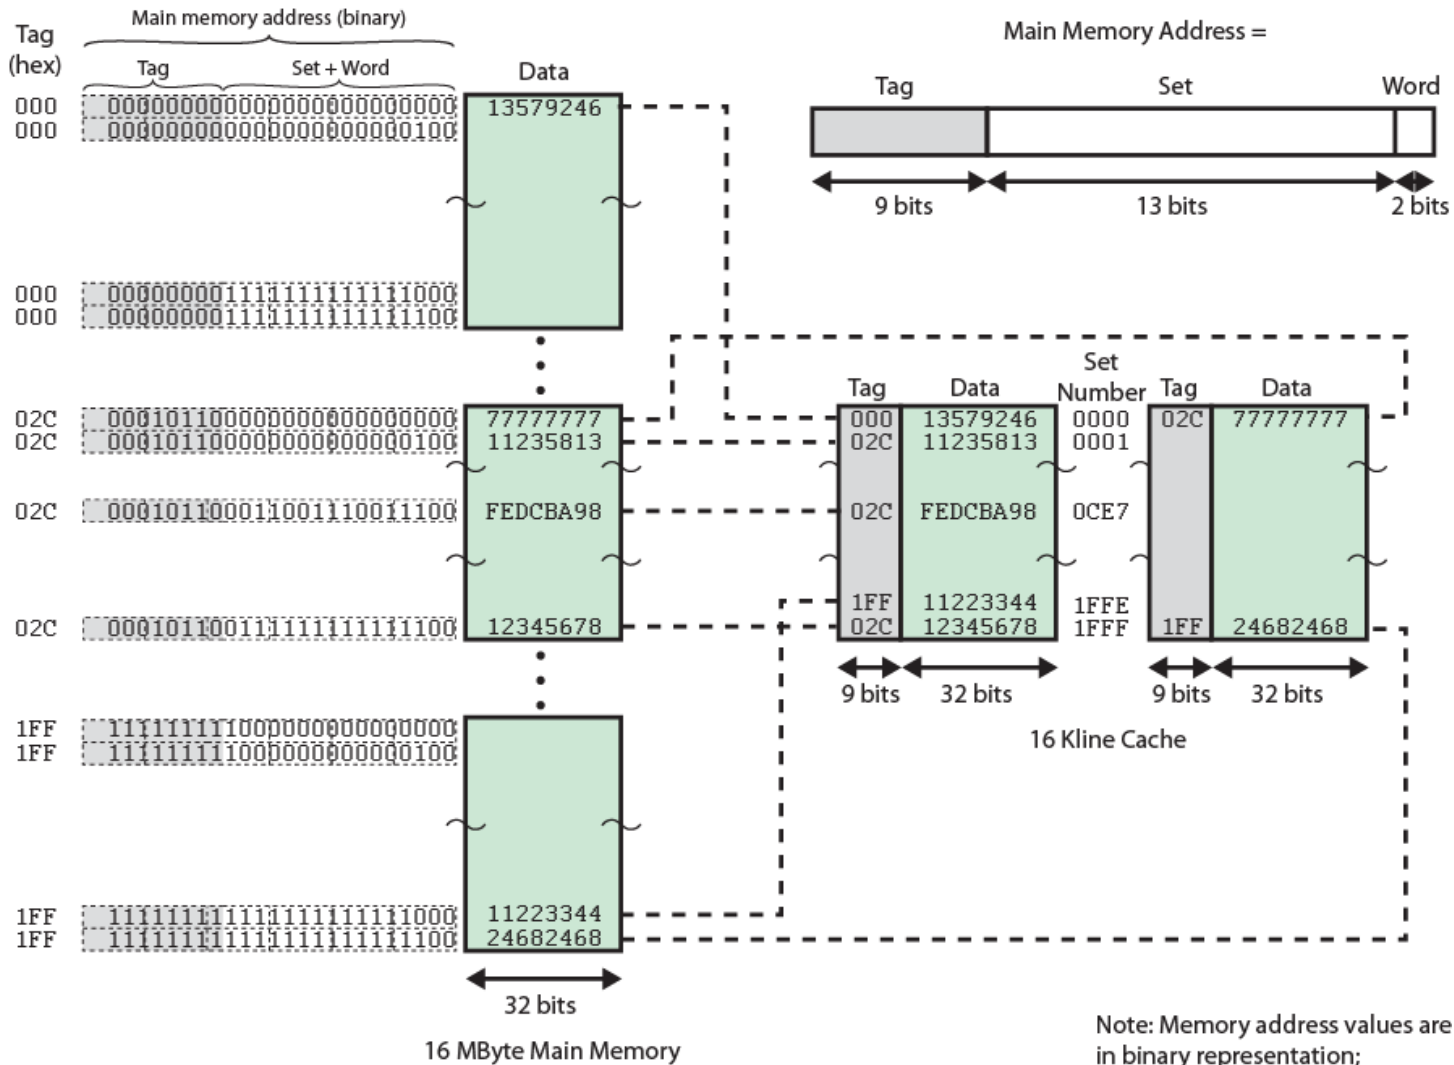 Main memory address (binary)
Tag
(hex)
Tag
Set + Word
Data
000 000000000000000000000000 13579246
000 000000000000000000000100
000 000000001111111111111000
000 000000001111111111111100
02C 000101100000000000000000 77777777
02C 000101100000000000000100 11235813
02C 000101100011001110011100 FEDCBA98
02C 000101100111111111111100 12345678
1FF 111111111000000000000000
1FF 111111111000000000000100
1FF 111111111111111111111000 11223344
1FF 111111111111111111111100 24682468
32 bits
16 MByte Main Memory
Main Memory Address =
Tag Set Word
9 bits 13 bits 2 bits
Set
Tag Data Number Tag Data
000 13579246 0000 02C 77777777
02C 11235813 0001
02C FEDCBA98 0CE7
1FF 11223344 1FFE
02C 12345678 1FFF 1FF 24682468
9 bits 32 bits 9 bits 32 bits
16 Kline Cache
Note: Memory address values are
in binary representation;